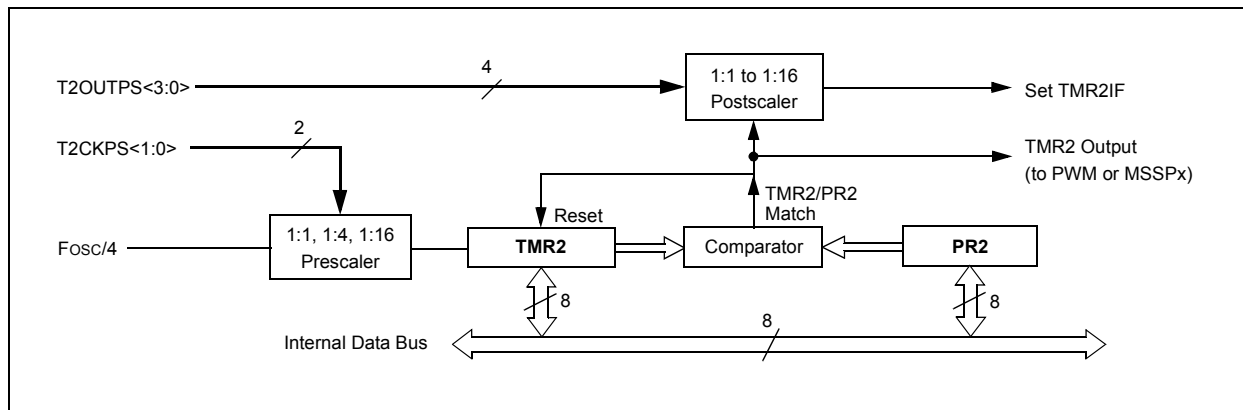 T2OUTPS<3:0>
4
1:1 to 1:16
Postscaler
Set TMR2IF
T2CKPS<1:0>
2
TMR2 Output
(to PWM or MSSPx)
TMR2/PR2
Match
Reset
FOSC/4
1:1, 1:4, 1:16
Prescaler
TMR2
Comparator
PR2
8
8
Internal Data Bus
8